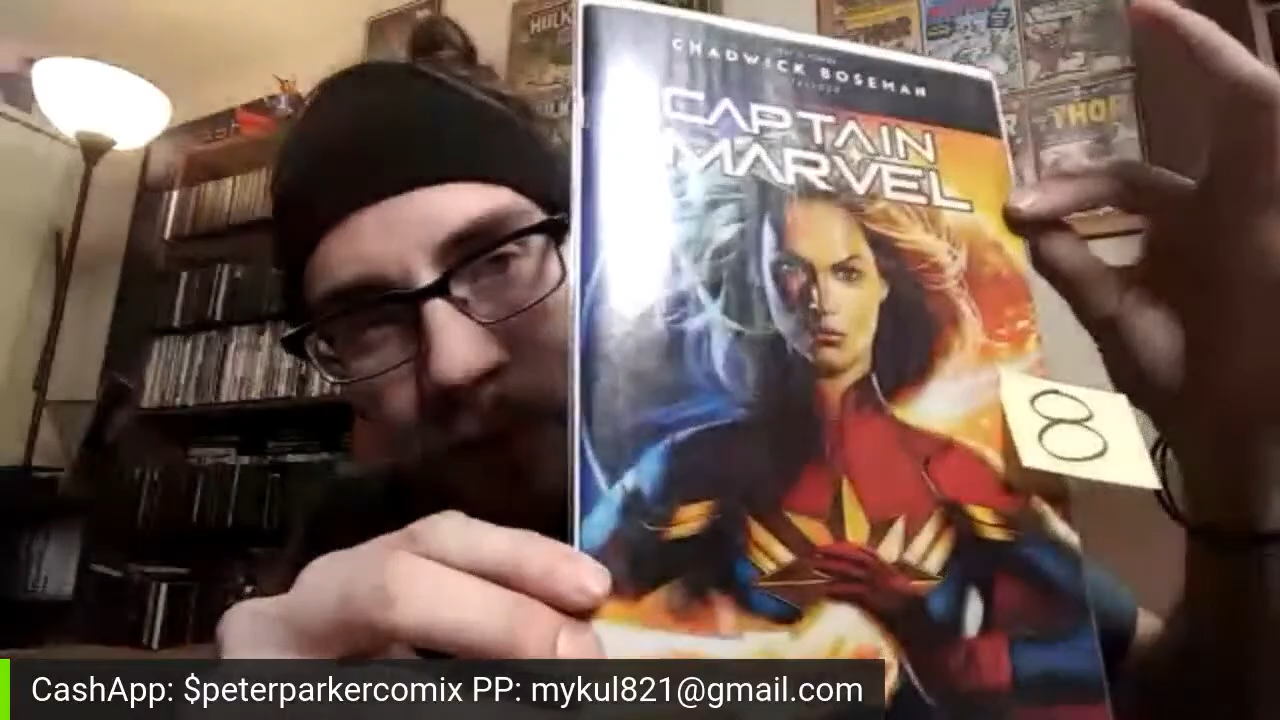 HULK
CHADWICK BOSEMAN
CAPTAIN
MARVEL
THOR
8
CashApp: $peterparkercomix PP: mykul821@gmail.com